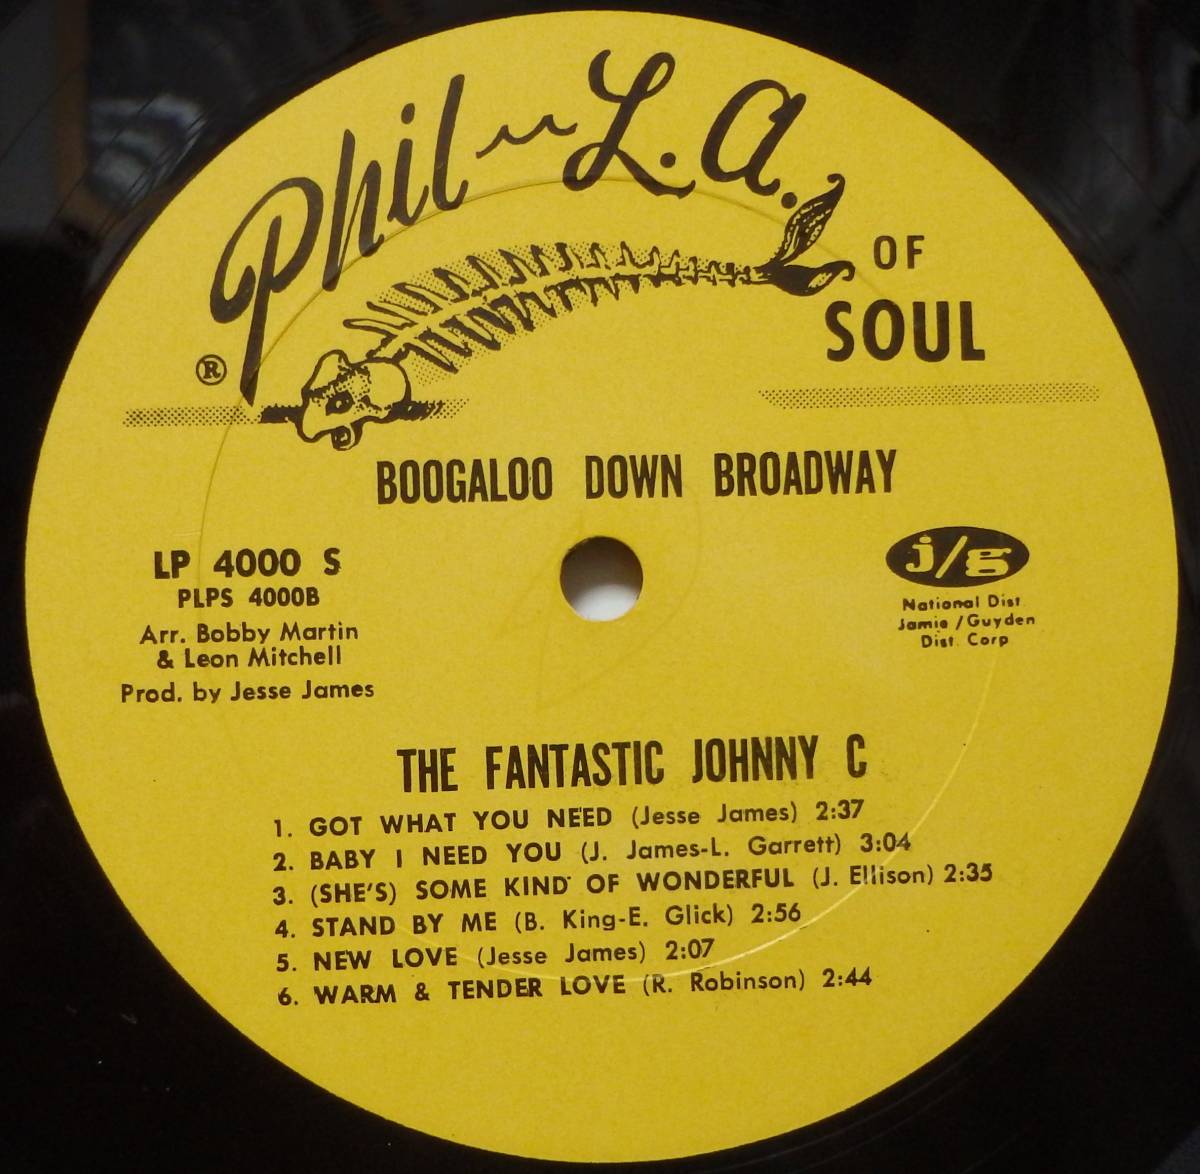 Phil-L.A.
OF
SOUL
®
BOOGALOO DOWN BROADWAY
LP 4000 S
PLPS 4000B
Arr. Bobby Martin
& Leon Mitchell
Prod. by Jesse James
j/g
National Dist.
Jamie/Guyden
Dist. Corp
THE FANTASTIC JOHNNY C
1. GOT WHAT YOU NEED (Jesse James) 2:37
2. BABY I NEED YOU (J. James-L. Garrett) 3:04
3. (SHE'S) SOME KIND OF WONDERFUL (J. Ellison) 2:35
4. STAND BY ME (B. King-E. Glick) 2:56
5. NEW LOVE (Jesse James) 2:07
6. WARM & TENDER LOVE (R. Robinson) 2:44